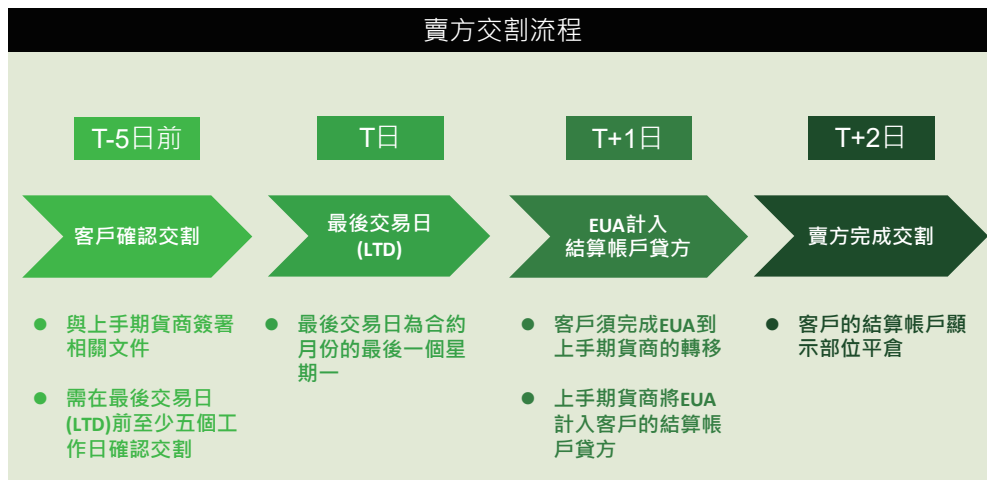 賣方交割流程
T-5日前
T日
T+1日
T+2日
客戶確認交割
最後交易日
(LTD)
EUA計入
結算帳戶貸方
賣方完成交割
● 與上手期貨商簽署
相關文件
● 需在最後交易日
(LTD)前至少五個工
作日確認交割
● 最後交易日為合約
月份的最後一個星
期一
● 客戶須完成EUA到
上手期貨商的轉移
● 上手期貨商將EUA
計入客戶的結算帳
戶貸方
● 客戶的結算帳戶顯
示部位平倉